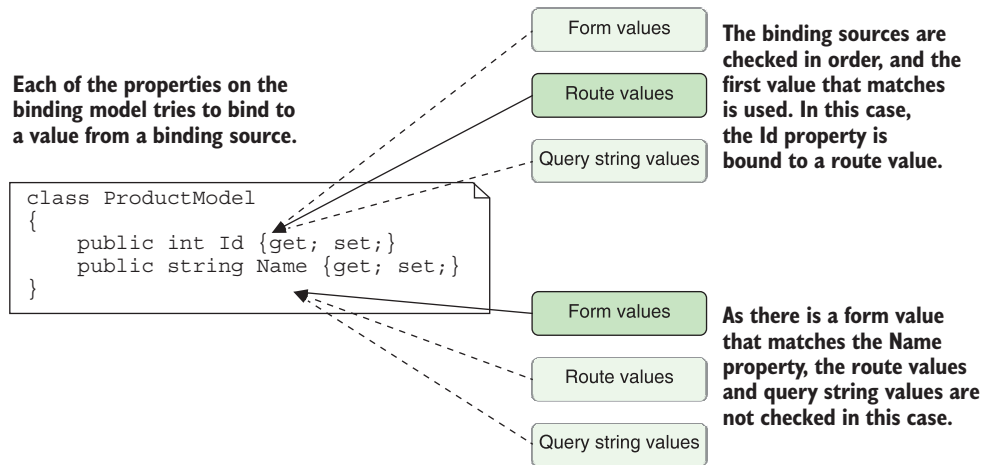 Each of the properties on the
binding model tries to bind to
a value from a binding source.
class ProductModel
{
    public int Id {get; set;}
    public string Name {get; set;}
}
Form values
Route values
Query string values
The binding sources are
checked in order, and the
first value that matches
is used. In this case,
the Id property is
bound to a route value.
Form values
Route values
Query string values
As there is a form value
that matches the Name
property, the route values
and query string values are
not checked in this case.